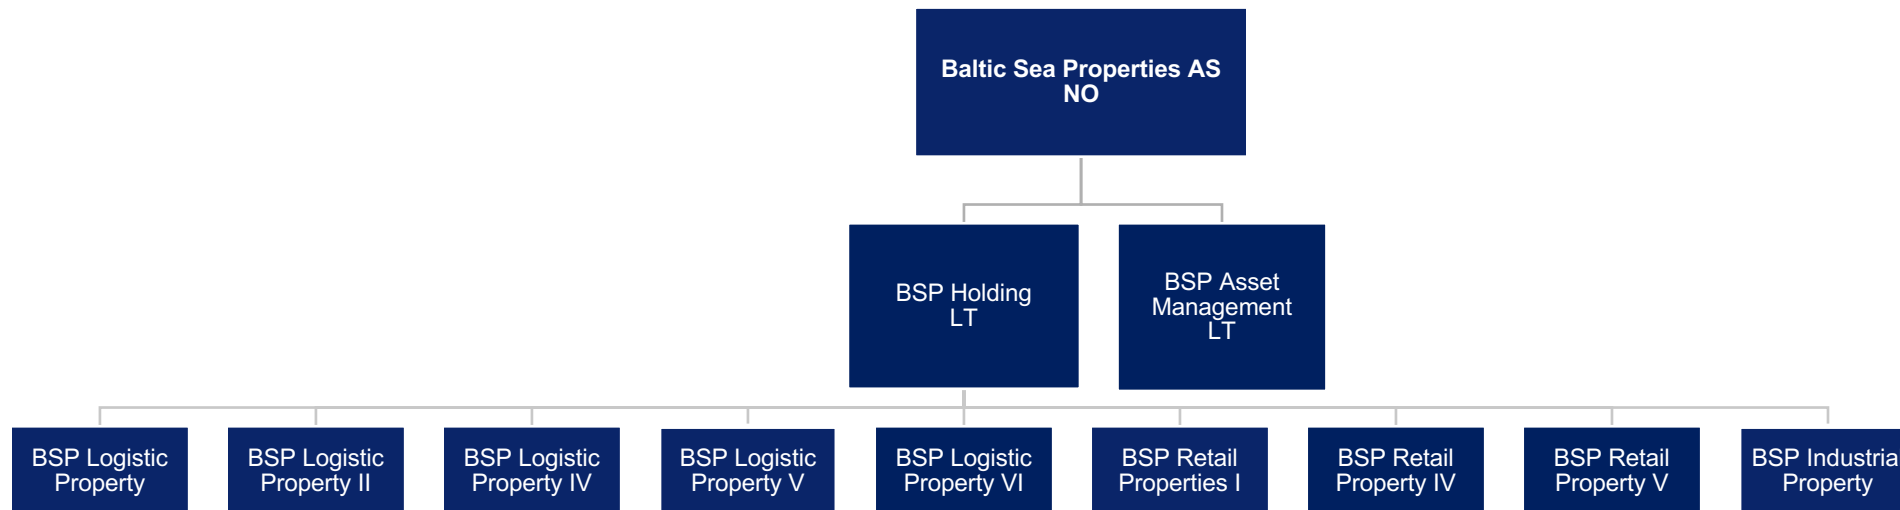 Baltic Sea Properties AS
NO
BSP Holding
LT
BSP Asset
Management
LT
BSP Logistic
Property
BSP Logistic
Property II
BSP Logistic
Property IV
BSP Logistic
Property V
BSP Logistic
Property VI
BSP Retail
Properties I
BSP Retail
Property IV
BSP Retail
Property V
BSP Industrial
Property